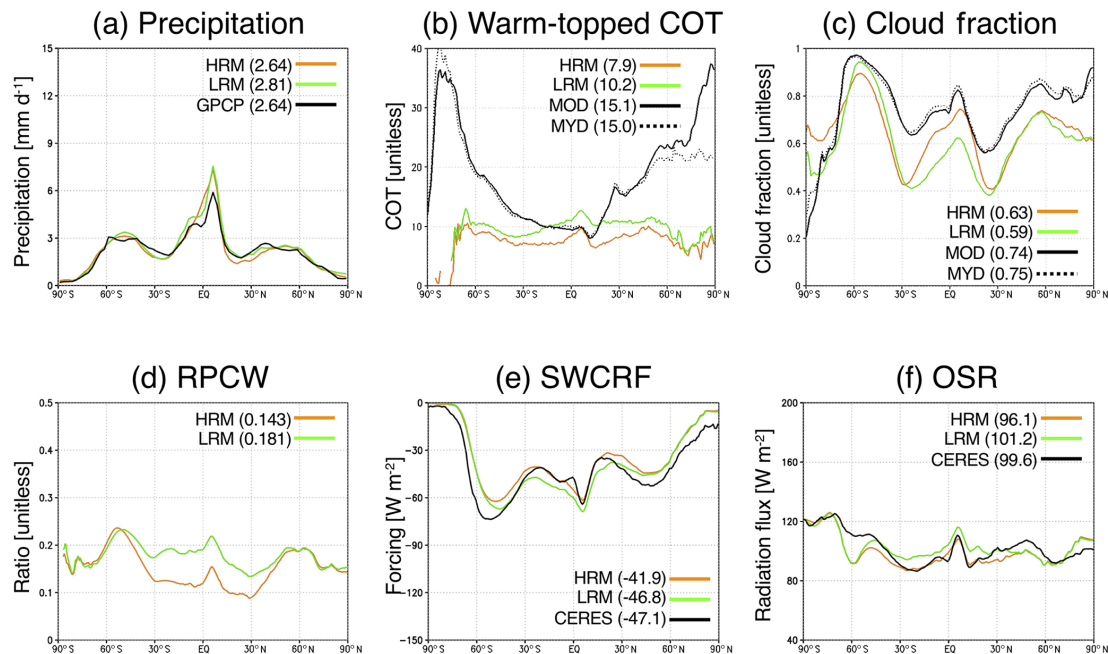 (a) Precipitation
Precipitation [mm d⁻¹]
15
12
9
6
3
0
HRM (2.64)
LRM (2.81)
GPCP (2.64)
90°S 60°S 30°S EQ 30°N 60°N 90°N
(b) Warm-topped COT
COT [unitless]
40
30
20
10
0
HRM (7.9)
LRM (10.2)
MOD (15.1)
MYD (15.0)
90°S 60°S 30°S EQ 30°N 60°N 90°N
(c) Cloud fraction
Cloud fraction [unitless]
1
0.8
0.6
0.4
0.2
0
HRM (0.63)
LRM (0.59)
MOD (0.74)
MYD (0.75)
90°S 60°S 30°S EQ 30°N 60°N 90°N
(d) RPCW
Ratio [unitless]
0.5
0.4
0.3
0.2
0.1
0
HRM (0.143)
LRM (0.181)
90°S 60°S 30°S EQ 30°N 60°N 90°N
(e) SWCRF
Forcing [W m⁻²]
0
-30
-60
-90
-120
-150
HRM (-41.9)
LRM (-46.8)
CERES (-47.1)
90°S 60°S 30°S EQ 30°N 60°N 90°N
(f) OSR
Radiation flux [W m⁻²]
200
160
120
80
40
HRM (96.1)
LRM (101.2)
CERES (99.6)
90°S 60°S 30°S EQ 30°N 60°N 90°N